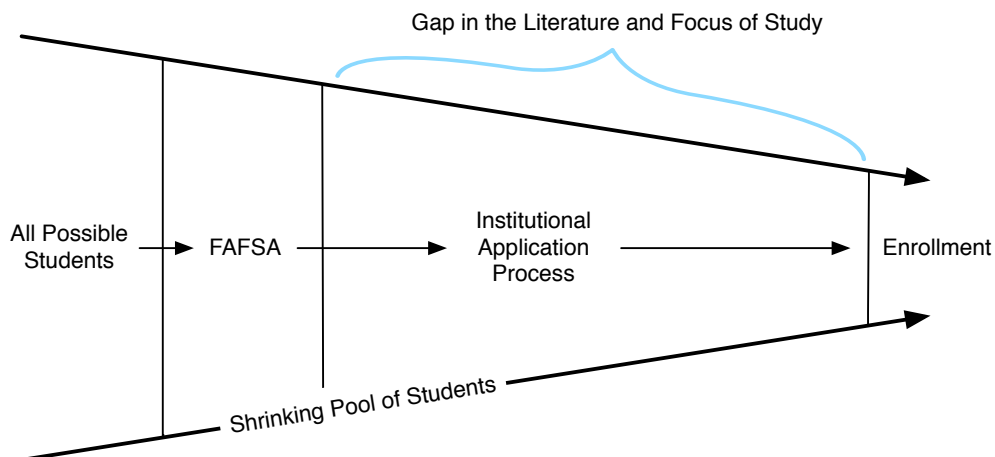 Gap in the Literature and Focus of Study
All Possible
Students
FAFSA
Institutional
Application
Process
Enrollment
Shrinking Pool of Students